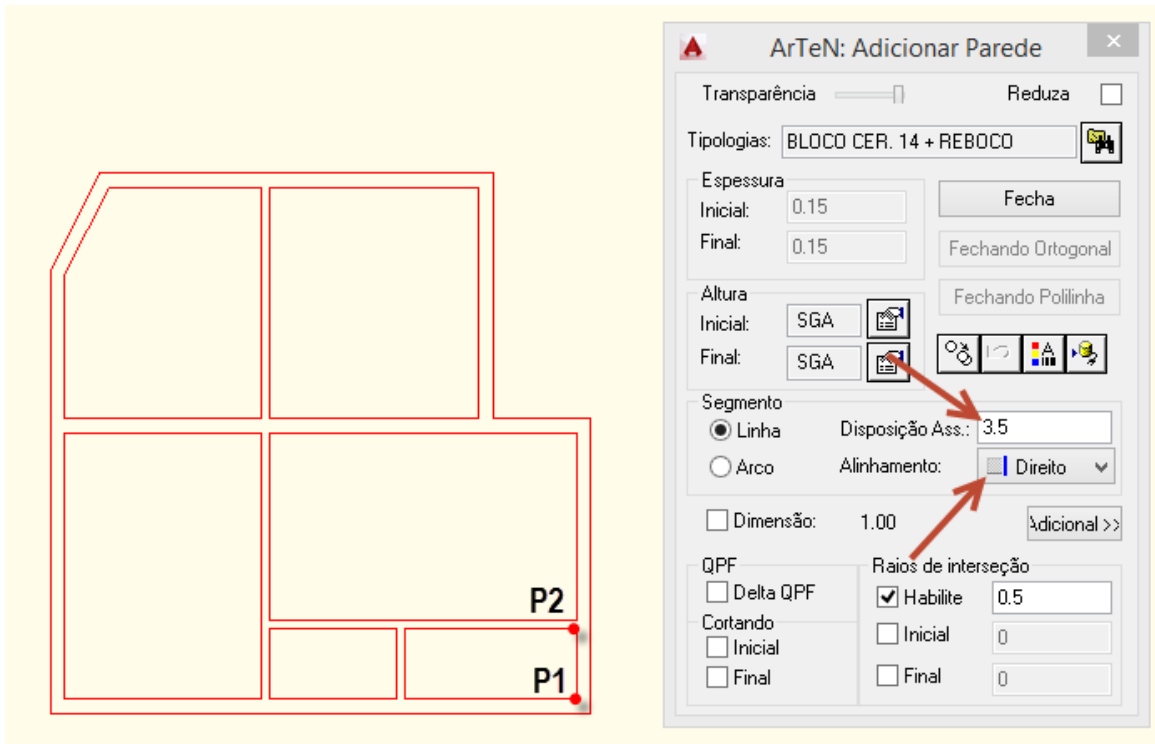 P2
P1
ArTeN: Adicionar Parede
Transparência
Reduza
Tipologias: BLOCO CER. 14 + REBOCO
Espessura
Inicial: 0.15
Final: 0.15
Fecha
Fechando Ortogonal
Fechando Polilinha
Altura
Inicial: SGA
Final: SGA
Segmento
Linha
Disposição Ass.: 3.5
Arco
Alinhamento: Direito
Dimensão: 1.00
Adicional >>
QPF
Delta QPF
Cortando
Inicial
Final
Raios de interseção
Habilite 0.5
Inicial 0
Final 0